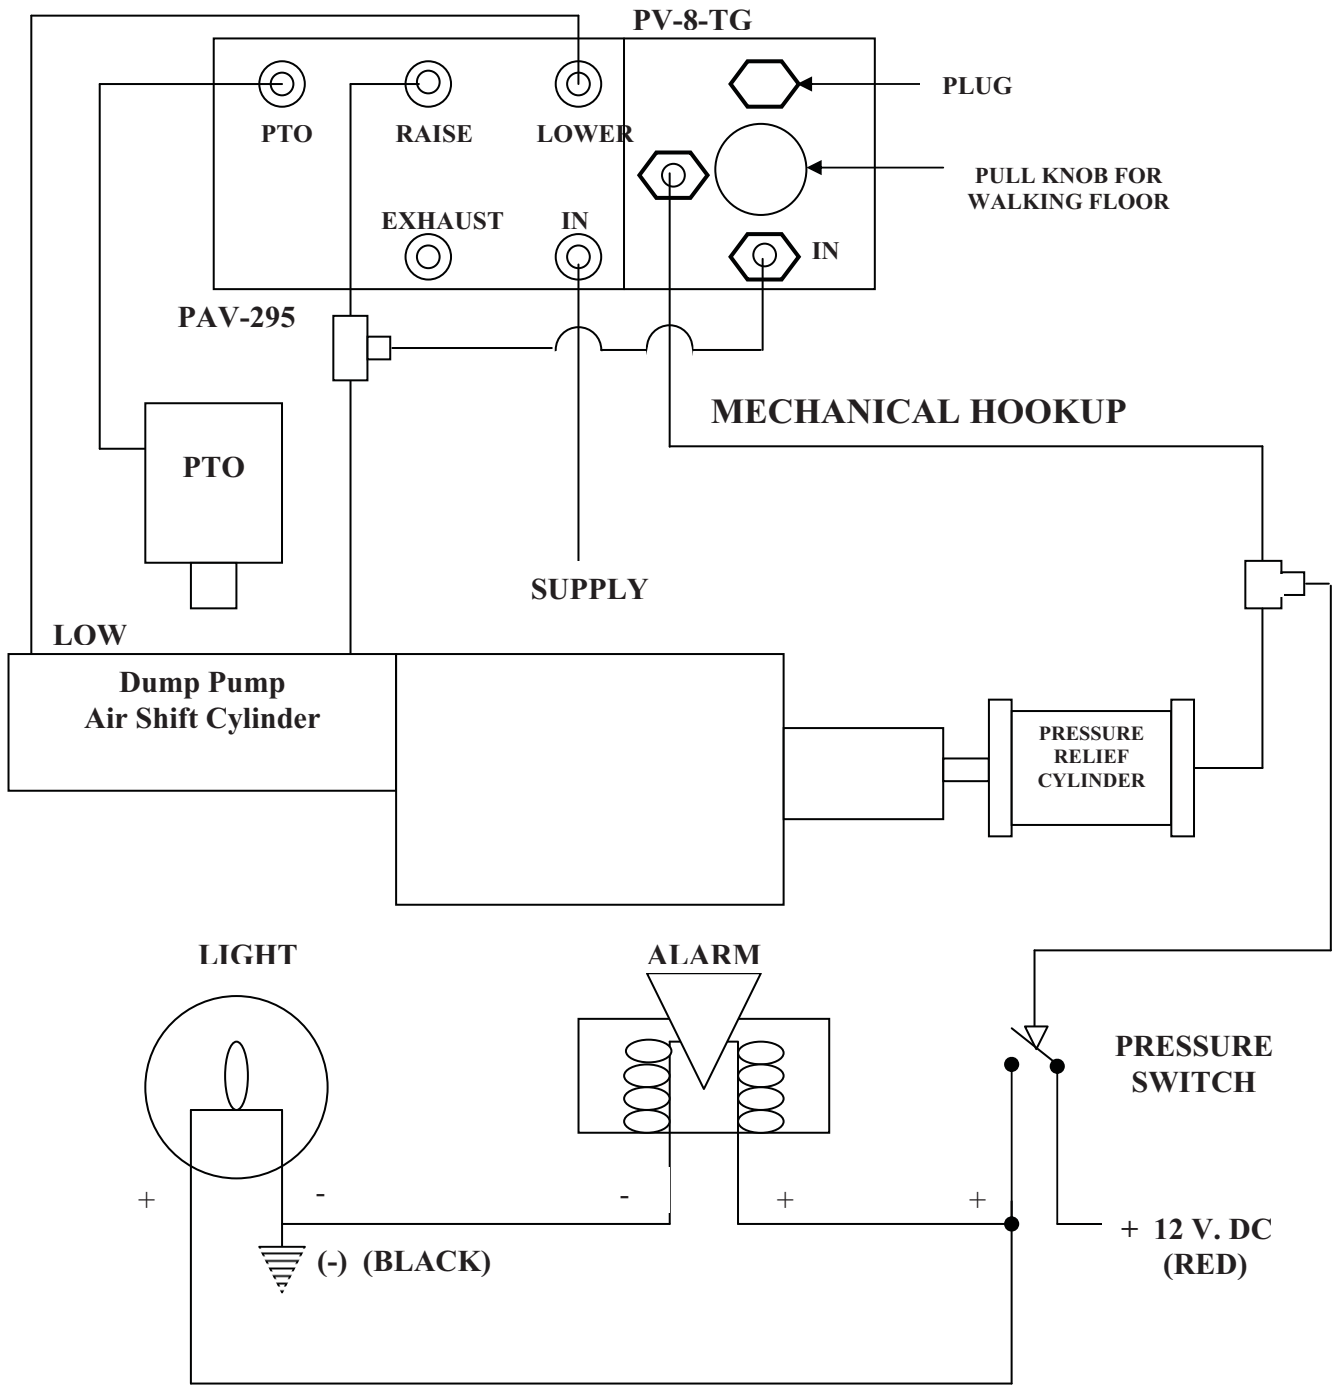 PV-8-TG
PLUG
PTO
RAISE
LOWER
PULL KNOB FOR
WALKING FLOOR
EXHAUST
IN
IN
PAV-295
MECHANICAL HOOKUP
PTO
SUPPLY
LOW
Dump Pump
Air Shift Cylinder
PRESSURE
RELIEF
CYLINDER
LIGHT
ALARM
PRESSURE
SWITCH
+
-
-
+
+
+ 12 V. DC
(RED)
(-) (BLACK)